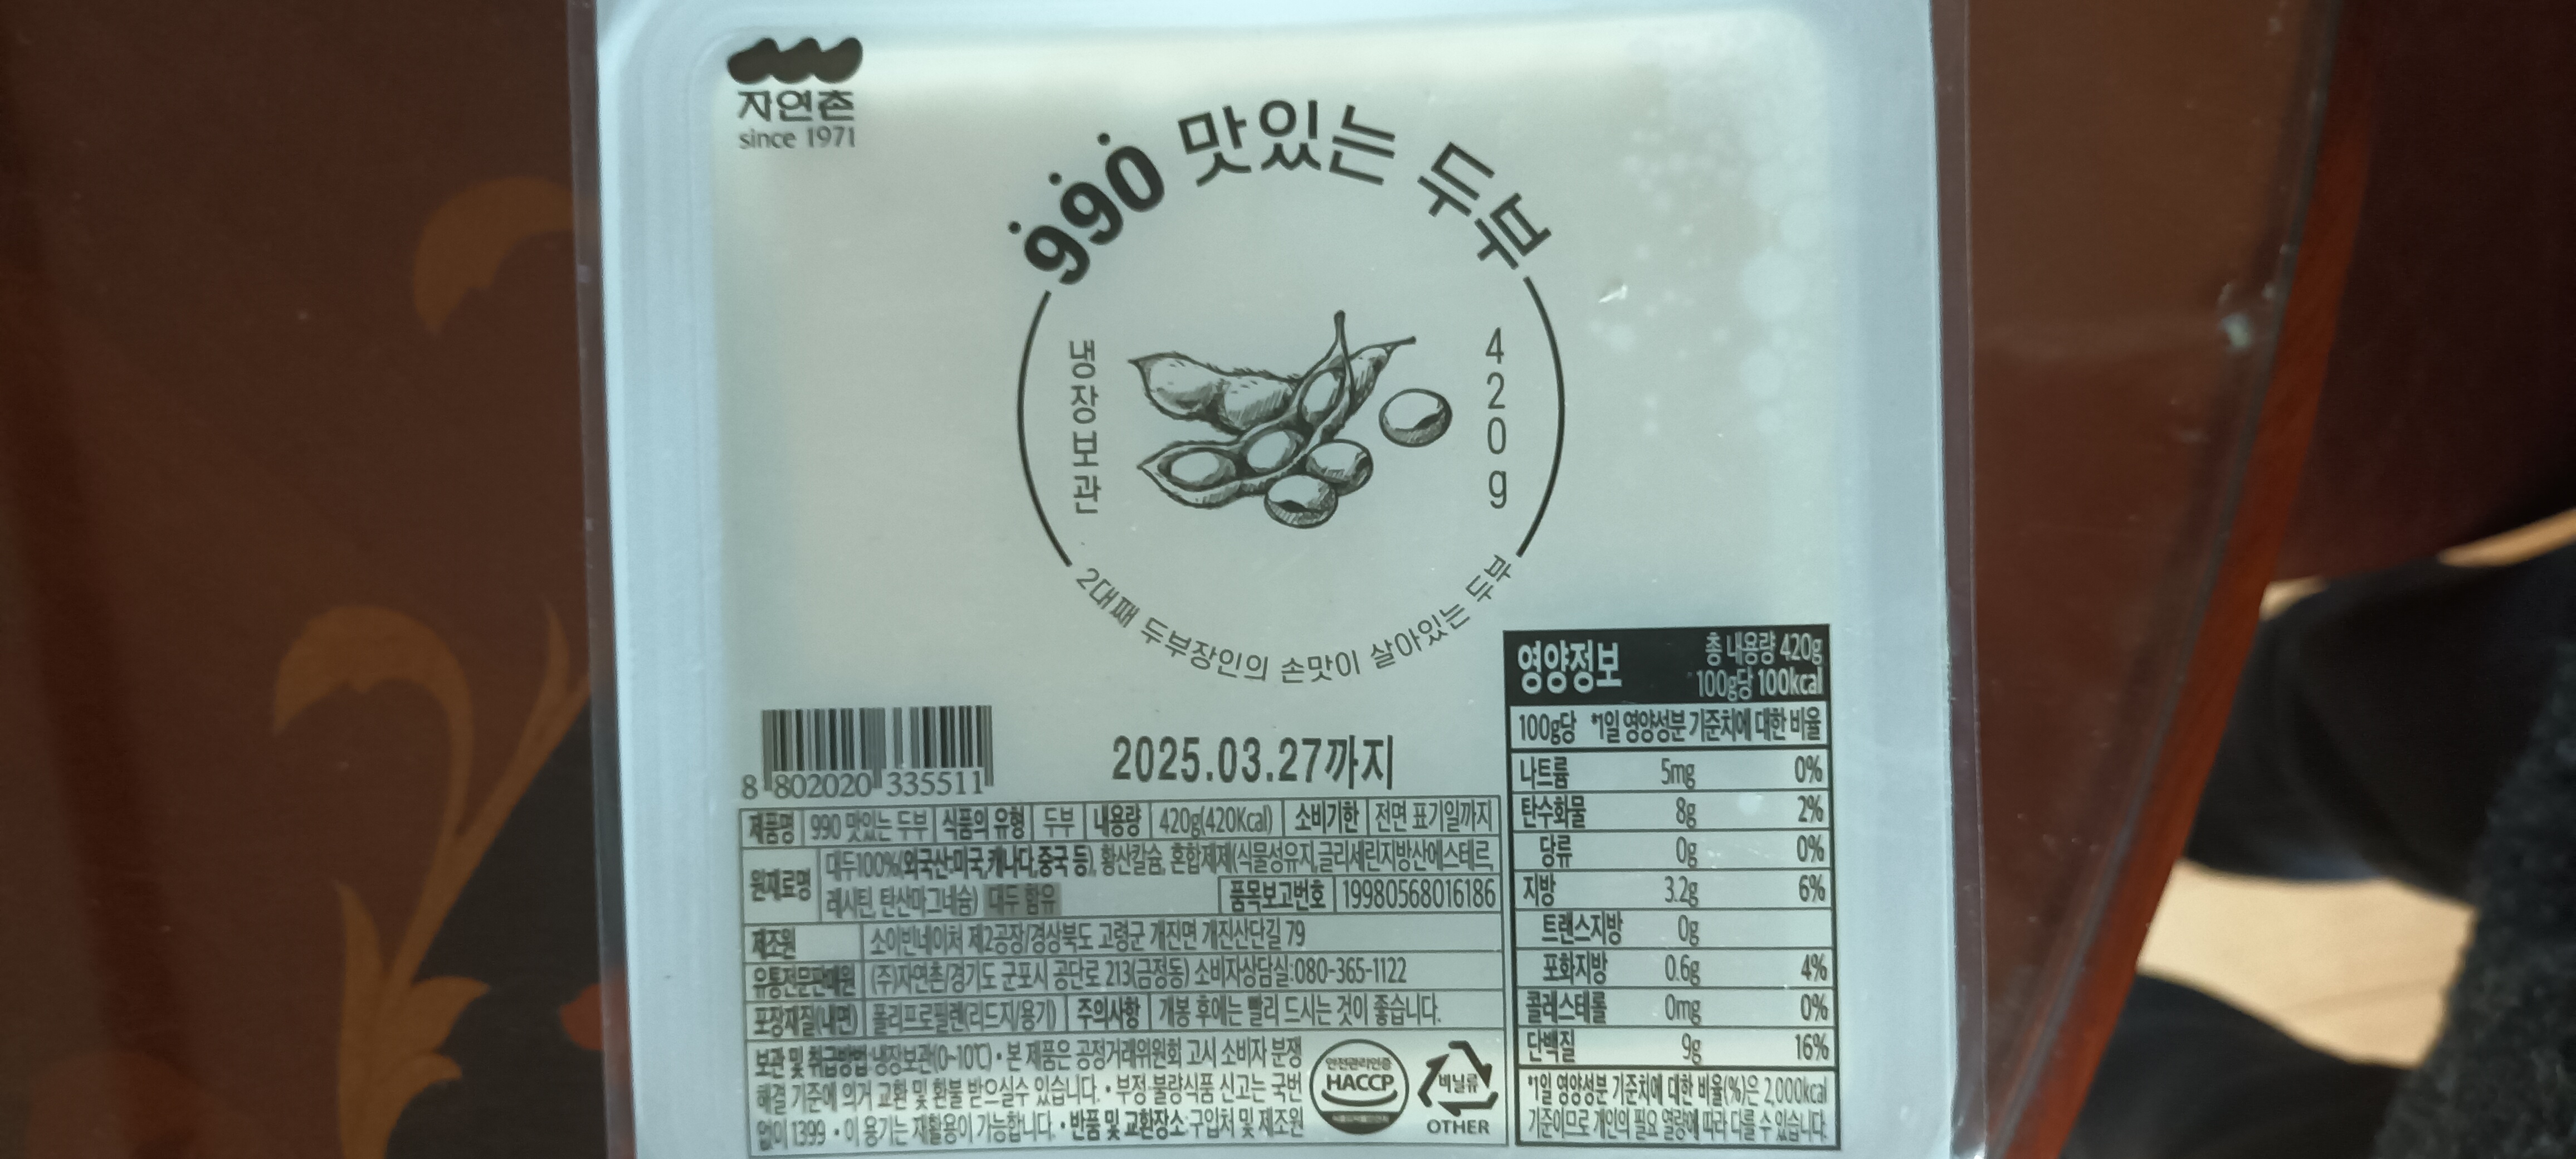 자연촌
since 1971
990 맛있는 두부
냉장보관
420g
2대째 두부장인의 손맛이 살아있는 두부
8 802020 335511
2025.03.27까지
제품명 990 맛있는 두부 식품의 유형 두부 내용량 420g(420Kcal) 소비기한 전면 표기일까지
원재료명 대두100%(외국산:미국,캐나다,중국 등), 황산칼슘, 혼합제제(식물성유지,글리세린지방산에스테르
레시틴, 탄산마그네슘) 대두 함유 품목보고번호 19980568016186
제조원 소이빈네이처 제2공장/경상북도 고령군 개진면 개진산단길 79
유통전문판매원 (주)자연촌/경기도 군포시 공단로 213(금정동) 소비자상담실:080-365-1122
포장재질(내면) 폴리프로필렌(리드지/용기) 주의사항 개봉 후에는 빨리 드시는 것이 좋습니다.
보관 및 취급방법:냉장보관(0~10℃) • 본 제품은 공정거래위원회 고시 소비자 분쟁
해결 기준에 의거 교환 및 환불 받으실수 있습니다. • 부정·불량식품 신고는 국번
없이 1399 • 이 용기는 재활용이 가능합니다. • 반품 및 교환장소:구입처 및 제조원
안전관리인증
HACCP
비닐류
OTHER
영양정보 총 내용량 420g
100g당 100kcal
100g당 *1일 영양성분 기준치에 대한 비율
나트륨 5mg 0%
탄수화물 8g 2%
당류 0g 0%
지방 3.2g 6%
트랜스지방 0g
포화지방 0.6g 4%
콜레스테롤 0mg 0%
단백질 9g 16%
*1일 영양성분 기준치에 대한 비율(%)은 2,000kcal
기준이므로 개인의 필요 열량에 따라 다를 수 있습니다.